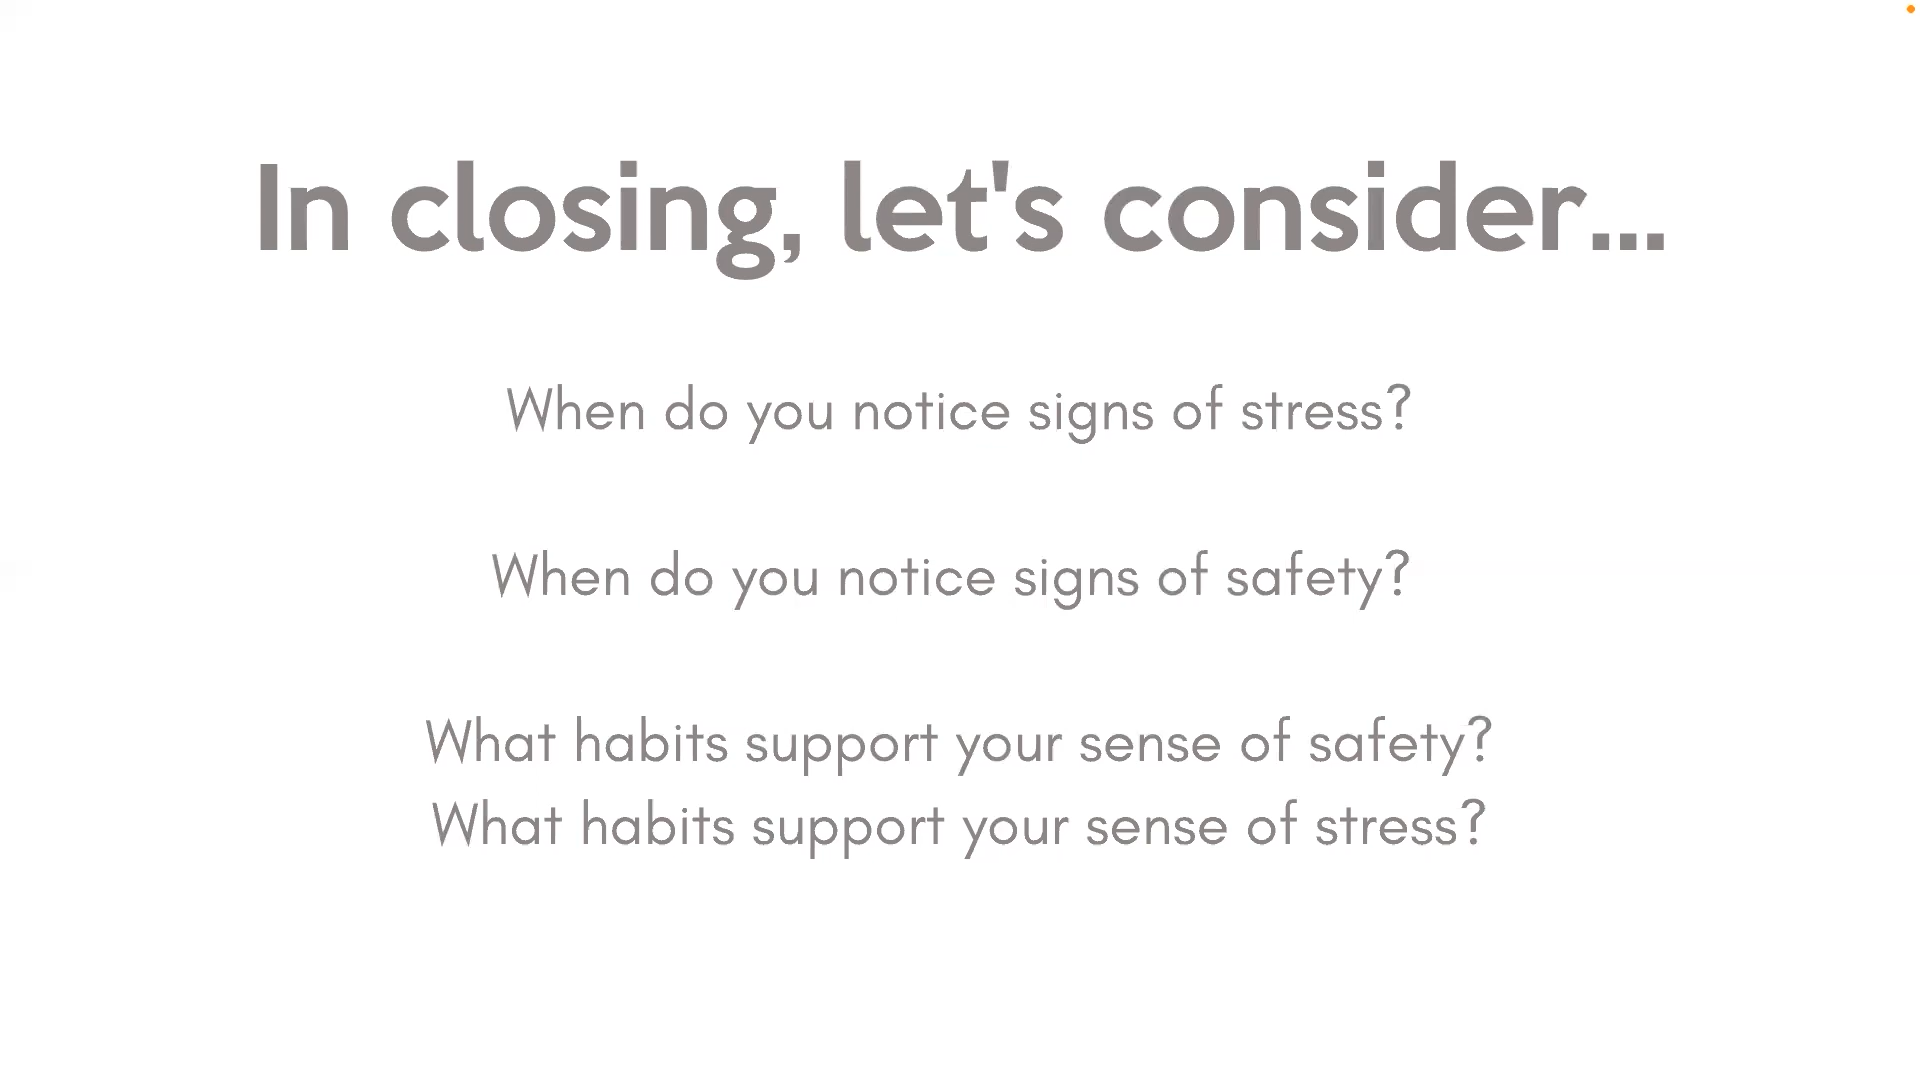 In closing, let's consider...
When do you notice signs of stress?
When do you notice signs of safety?
What habits support your sense of safety?
What habits support your sense of stress?